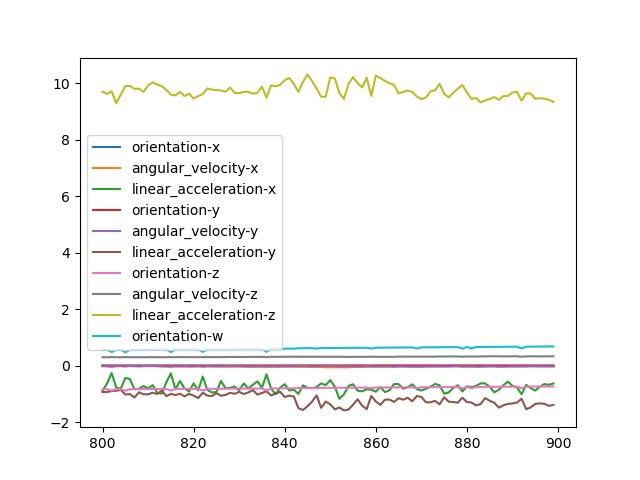 10
8
6
4
2
0
−2
orientation-x
angular_velocity-x
linear_acceleration-x
orientation-y
angular_velocity-y
linear_acceleration-y
orientation-z
angular_velocity-z
linear_acceleration-z
orientation-w
800 820 840 860 880 900